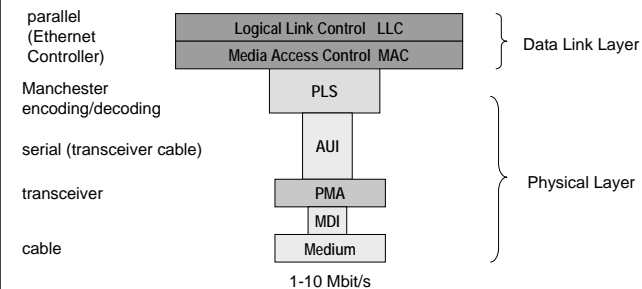 parallel
(Ethernet
Controller)
Logical Link Control LLC
Media Access Control MAC
Data Link Layer
Manchester
encoding/decoding
PLS
serial (transceiver cable)
AUI
Physical Layer
transceiver
PMA
MDI
cable
Medium
1-10 Mbit/s